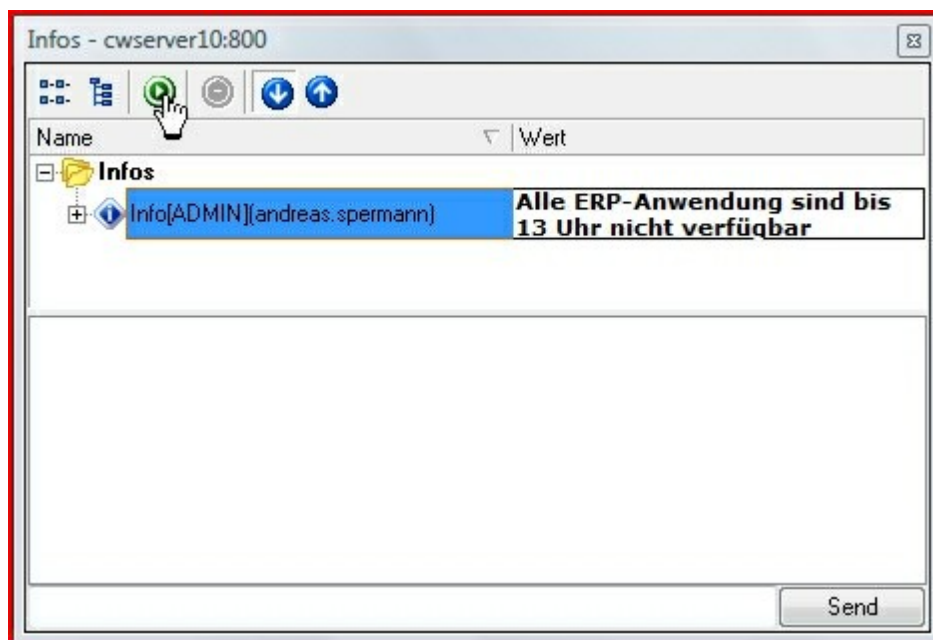 Infos - cwserver10:800
Name Wert
Infos
Info[ADMIN](andreas.spermann) Alle ERP-Anwendung sind bis
13 Uhr nicht verfügbar
Send